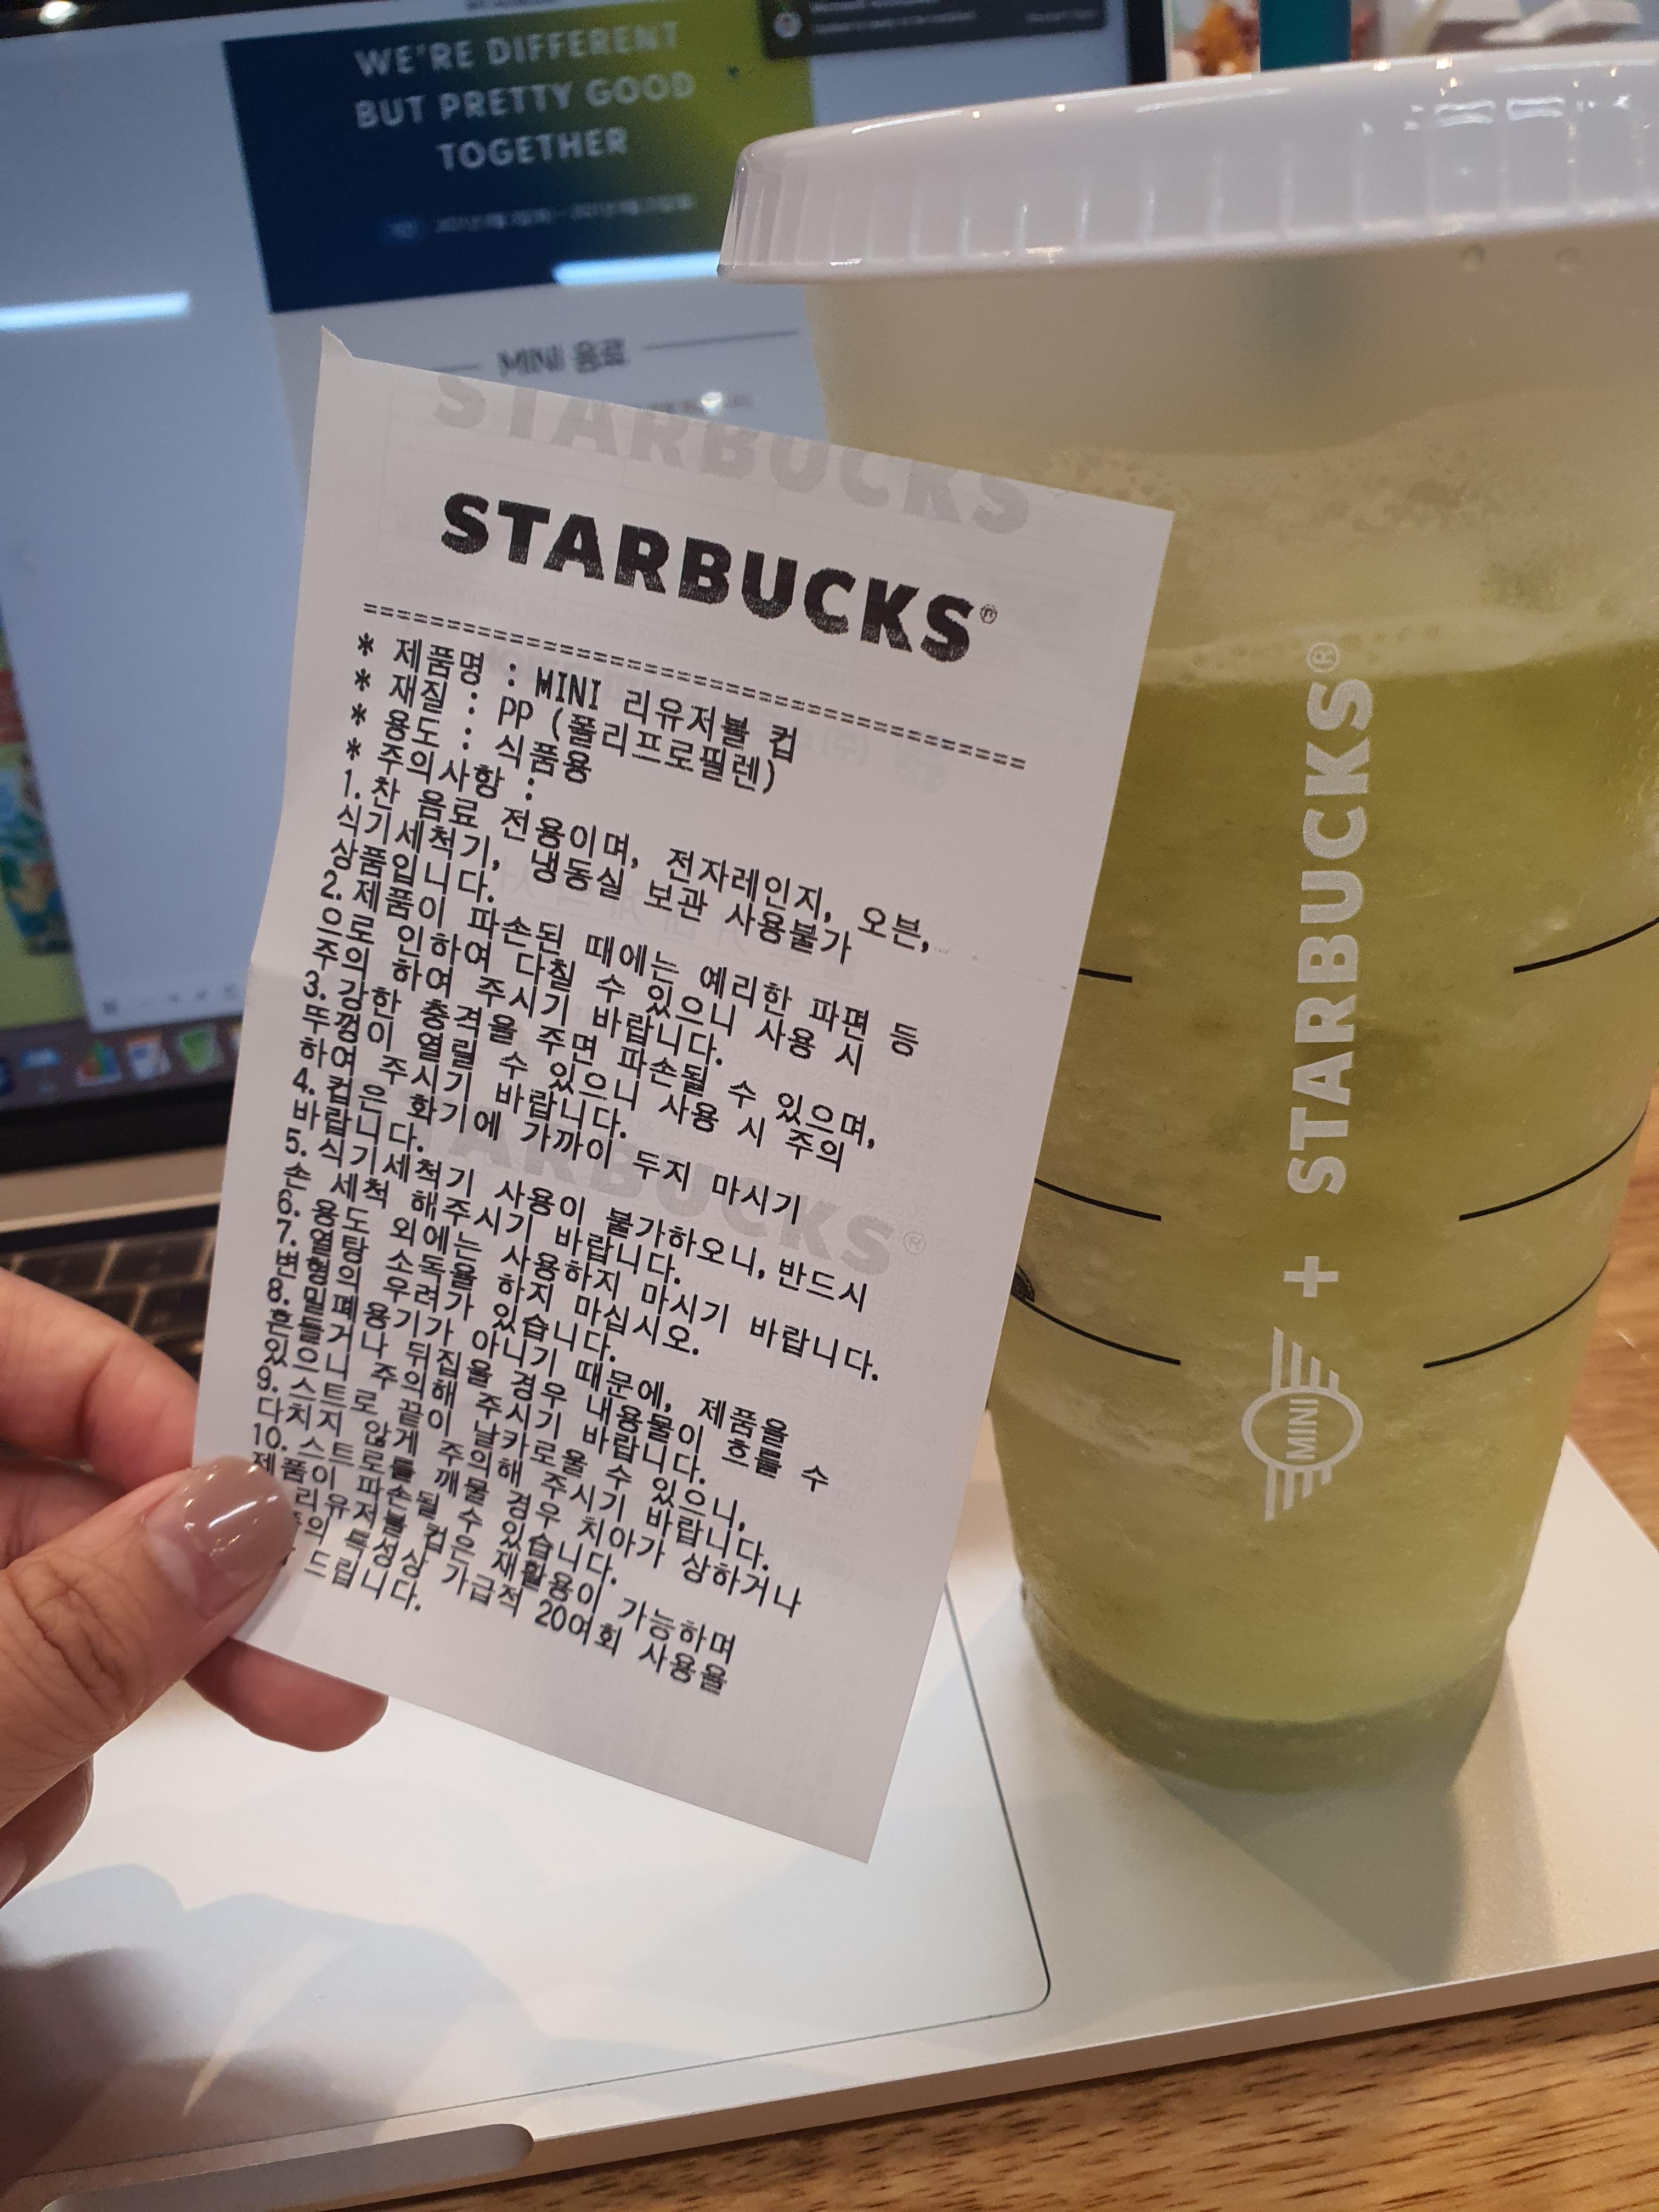 WE'RE DIFFERENT
BUT PRETTY GOOD
TOGETHER
MINI 음료
STARBUCKS
STARBUCKS®
* 제품명 : MINI 리유저블 컵
* 재질 : PP (폴리프로필렌)
* 용도 : 식품용
* 주의사항 :
1. 찬 음료 전용이며, 전자레인지, 오븐,
식기세척기, 냉동실 보관 사용불가
상품입니다.
2. 제품이 파손된 때에는 예리한 파편 등
으로 인하여 다칠 수 있으니 사용 시
주의 하여 주시기 바랍니다.
3. 강한 충격을 주면 파손될 수 있으며,
뚜껑이 열릴 수 있으니 사용 시 주의
하여 주시기 바랍니다.
4. 컵은 화기에 가까이 두지 마시기
바랍니다.
5. 식기세척기 사용이 불가하오니, 반드시
손 세척 해주시기 바랍니다.
6. 용도 외에는 사용하지 마시기 바랍니다.
7. 열탕 소독을 하지 마십시오.
변형의 우려가 있습니다.
8. 밀폐용기가 아니기 때문에, 제품을
흔들거나 뒤집을 경우 내용물이 흐를 수
있으니 주의해 주시기 바랍니다.
9. 스트로 끝이 날카로울 수 있으니,
다치지 않게 주의해 주시기 바랍니다.
스트로를 깨물 경우 치아가 상하거나
제품이 파손될 수 있습니다.
10. 리유저블 컵은 재활용이 가능하며
제품의 특성상 가급적 20여회 사용을
드립니다.
STARBUCKS®
MINI + STARBUCKS®
MINI